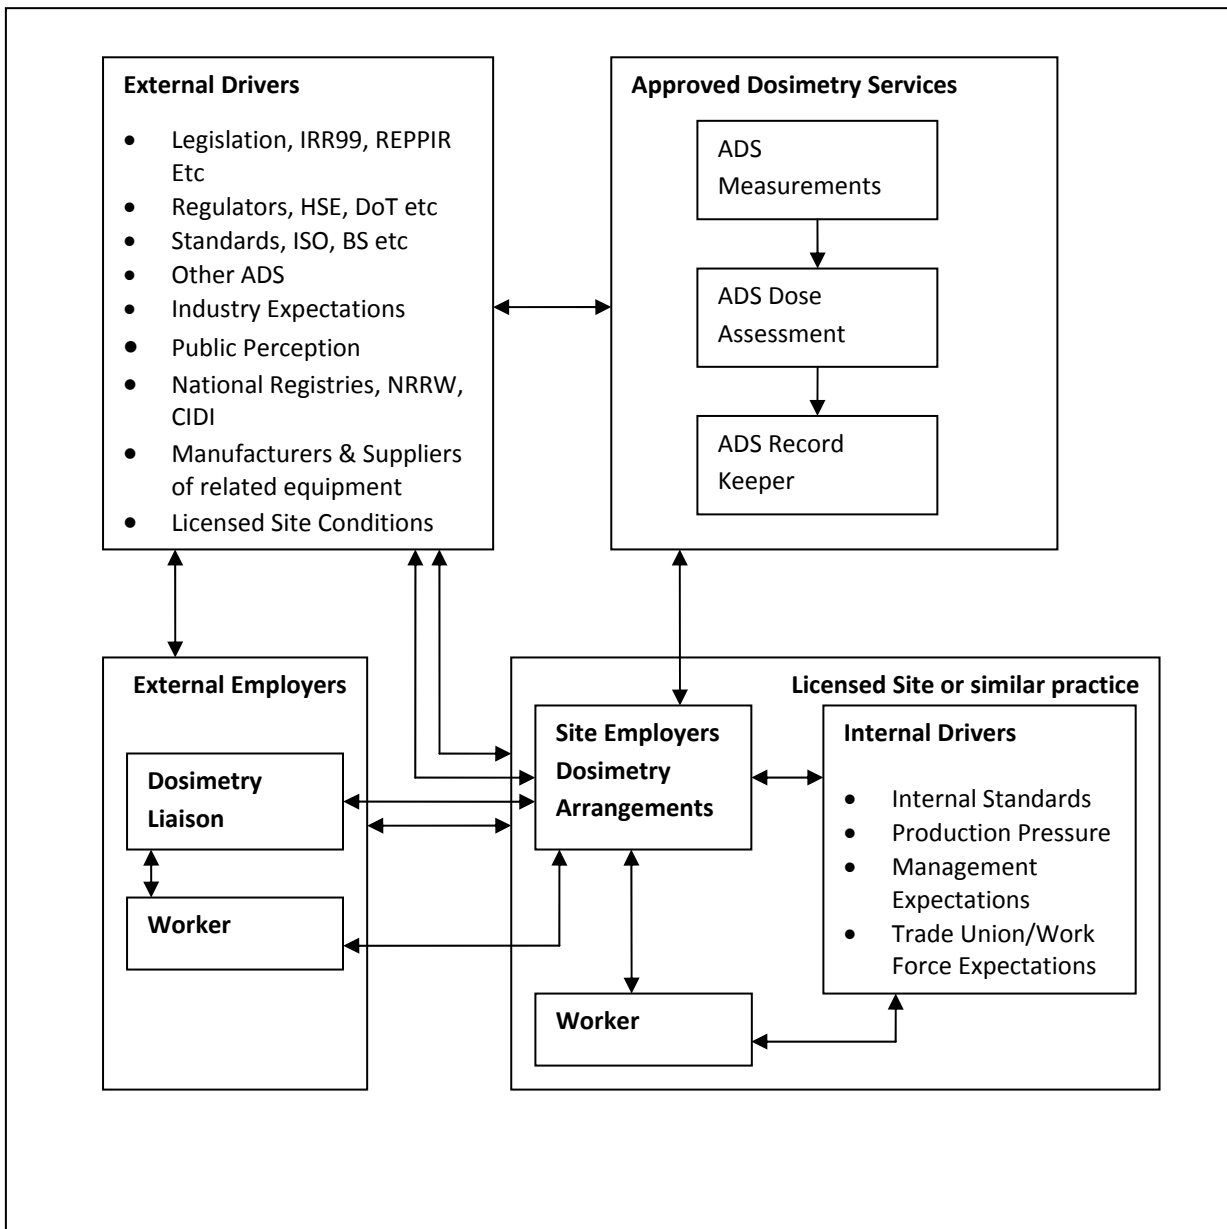 External Drivers
• Legislation, IRR99, REPPIR
Etc
• Regulators, HSE, DoT etc
• Standards, ISO, BS etc
• Other ADS
• Industry Expectations
• Public Perception
• National Registries, NRRW,
CIDI
• Manufacturers & Suppliers
of related equipment
• Licensed Site Conditions
Approved Dosimetry Services
ADS
Measurements
ADS Dose
Assessment
ADS Record
Keeper
External Employers
Dosimetry
Liaison
Worker
Licensed Site or similar practice
Site Employers
Dosimetry
Arrangements
Internal Drivers
• Internal Standards
• Production Pressure
• Management
Expectations
• Trade Union/Work
Force Expectations
Worker